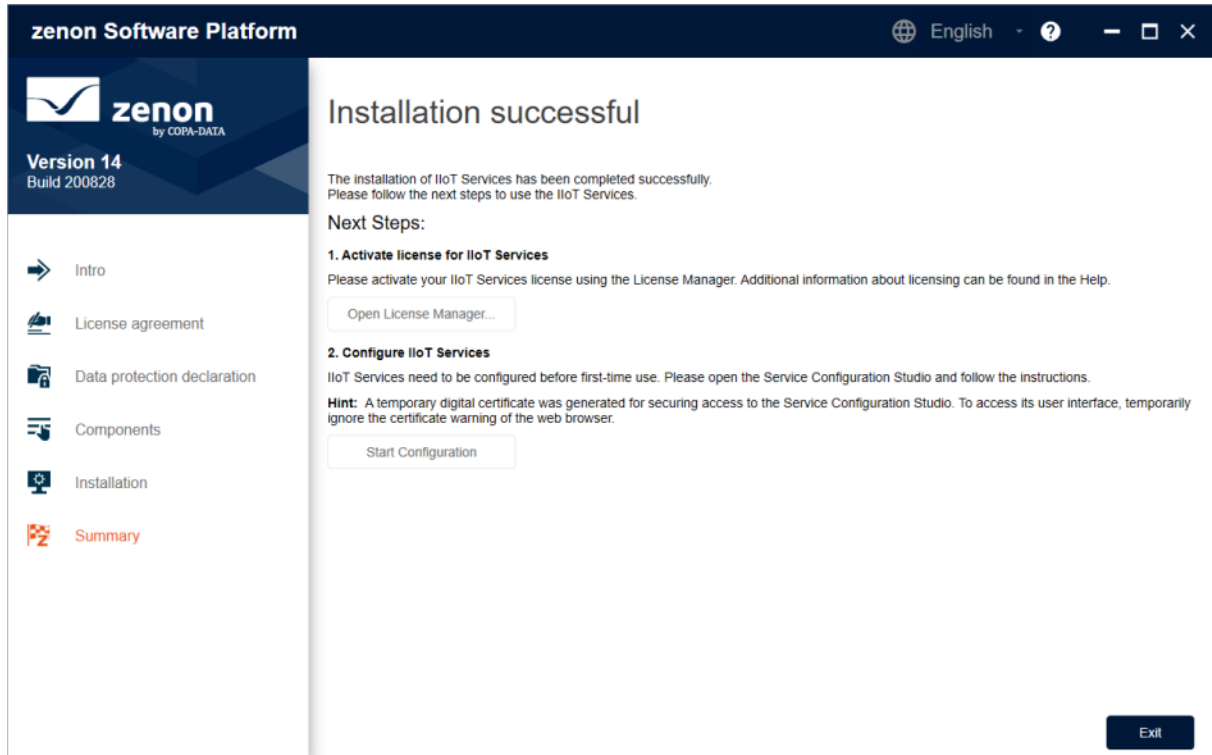 zenon Software Platform
English
?
zenon
by COPA-DATA
Version 14
Build 200828
Intro
License agreement
Data protection declaration
Components
Installation
Summary
Installation successful
The installation of IIoT Services has been completed successfully.
Please follow the next steps to use the IIoT Services.
Next Steps:
1. Activate license for IIoT Services
Please activate your IIoT Services license using the License Manager. Additional information about licensing can be found in the Help.
Open License Manager...
2. Configure IIoT Services
IIoT Services need to be configured before first-time use. Please open the Service Configuration Studio and follow the instructions.
Hint: A temporary digital certificate was generated for securing access to the Service Configuration Studio. To access its user interface, temporarily
ignore the certificate warning of the web browser.
Start Configuration
Exit